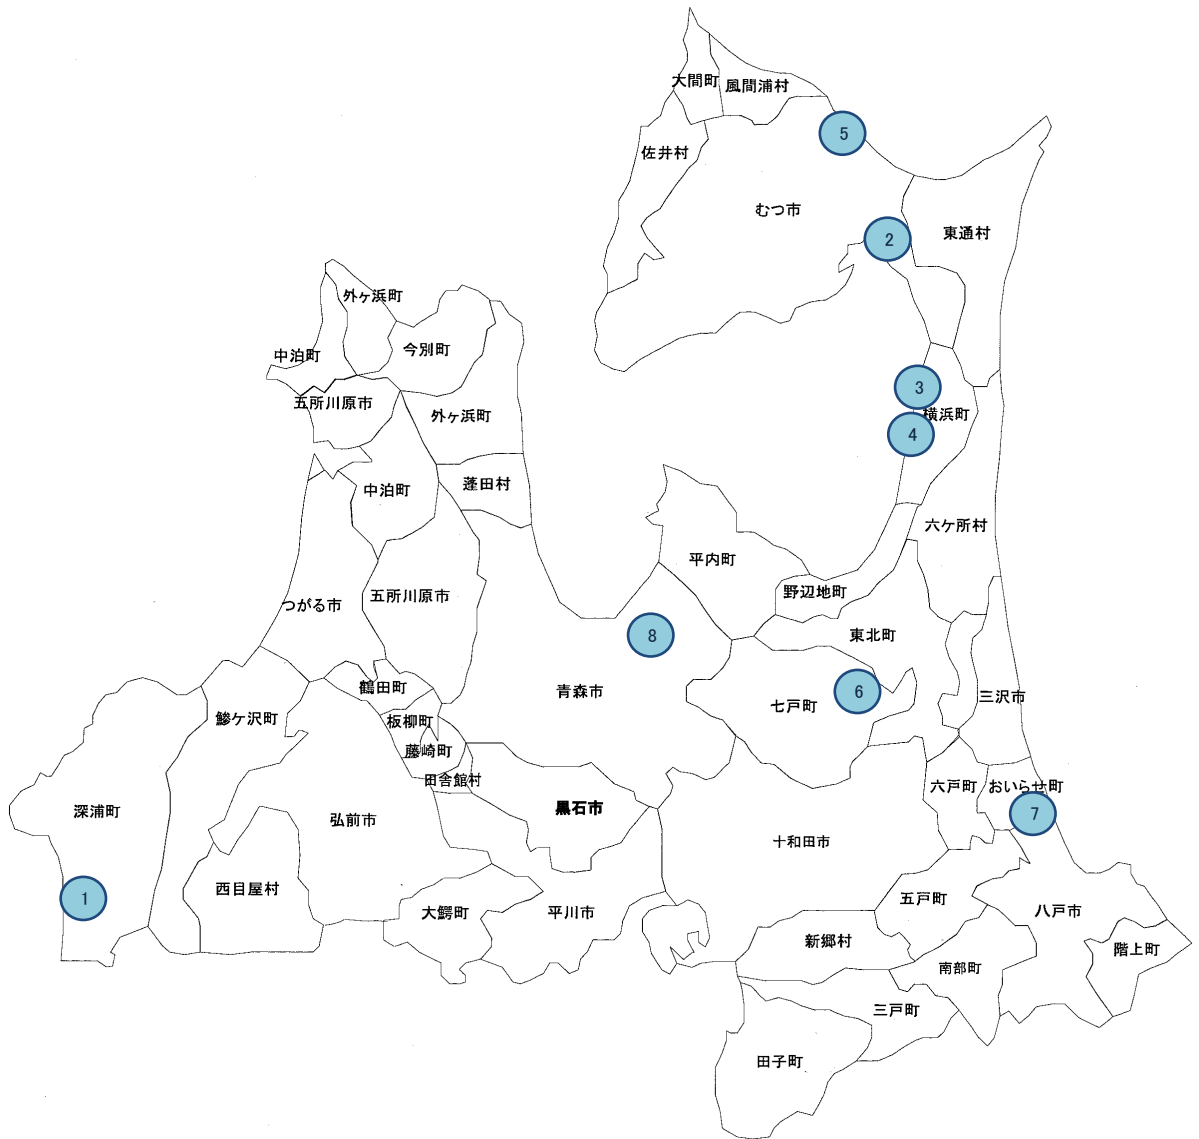 大間町
風間浦村
5
佐井村
むつ市
2
東通村
外ヶ浜町
今別町
中泊町
3
五所川原市
外ヶ浜町
横浜町
4
蓬田村
中泊町
六ケ所村
平内町
野辺地町
つがる市
五所川原市
8
東北町
鶴田町
青森市
6
七戸町
三沢市
鰺ケ沢町
板柳町
藤崎町
田舎館村
六戸町
おいらせ町
深浦町
弘前市
黒石市
7
十和田市
西目屋村
1
五戸町
大鰐町
平川市
八戸市
新郷村
階上町
南部町
三戸町
田子町